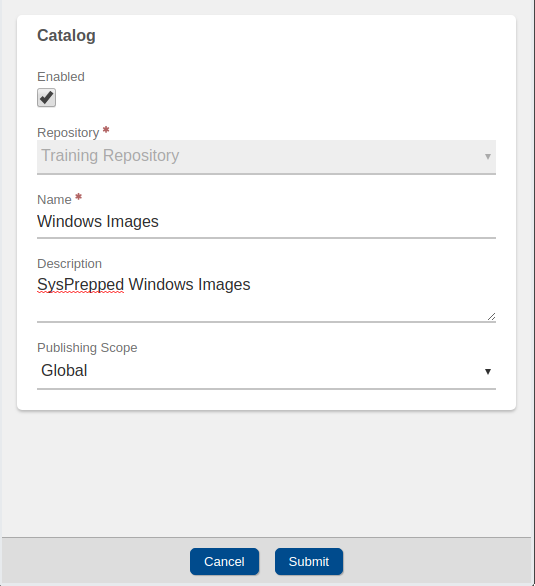 Catalog
Enabled
Repository *
Training Repository
Name *
Windows Images
Description
SysPrepped Windows Images
Publishing Scope
Global
Cancel Submit